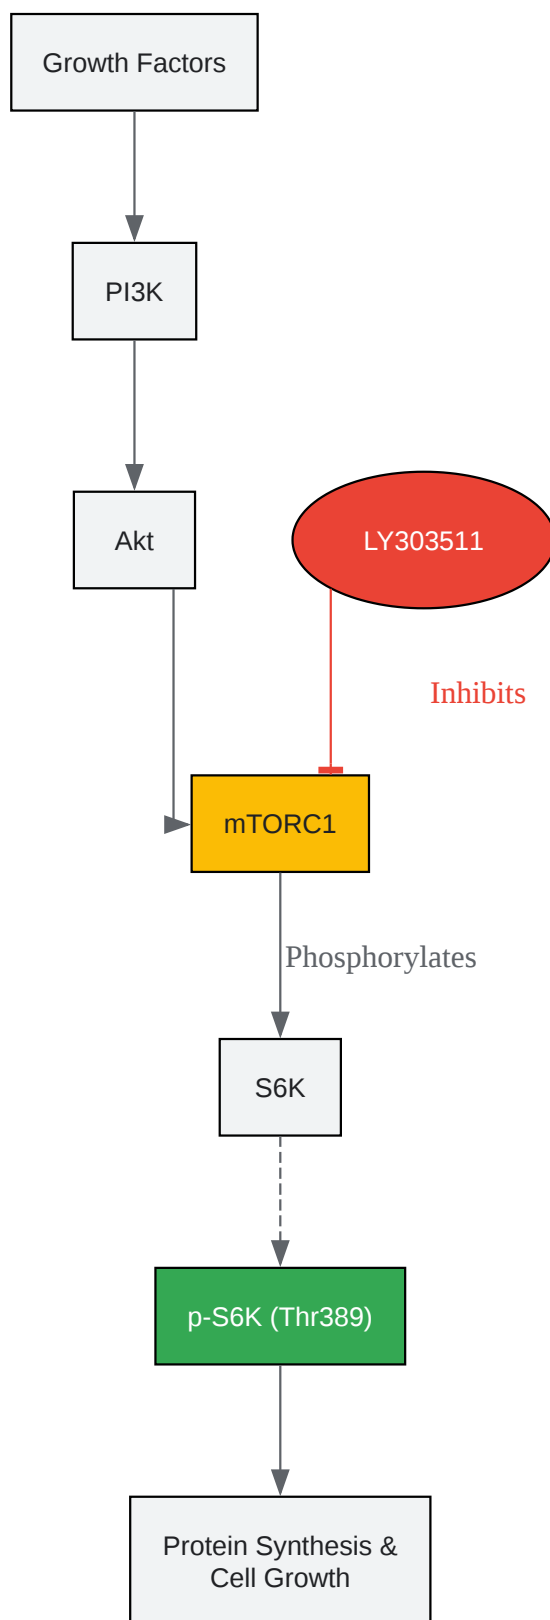 Growth Factors
PI3K
Akt
LY303511
Inhibits
mTORC1
Phosphorylates
S6K
p-S6K (Thr389)
Protein Synthesis &
Cell Growth